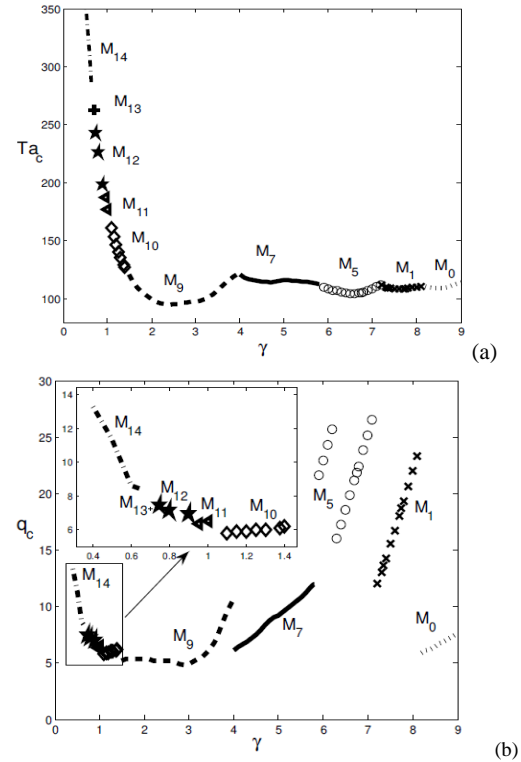 350
300
250
200
150
100
Ta_c
M_14
M_13
M_12
M_11
M_10
M_9
M_7
M_5
M_1
M_0
0 1 2 3 4 5 6 7 8 9
γ
(a)
30
25
20
15
10
5
0
q_c
14
12
10
8
6
M_14
M_12
M_13+
M_11
M_10
0.4 0.6 0.8 1 1.2 1.4
M_14
M_9
M_7
M_5
M_1
M_0
0 1 2 3 4 5 6 7 8 9
γ
(b)